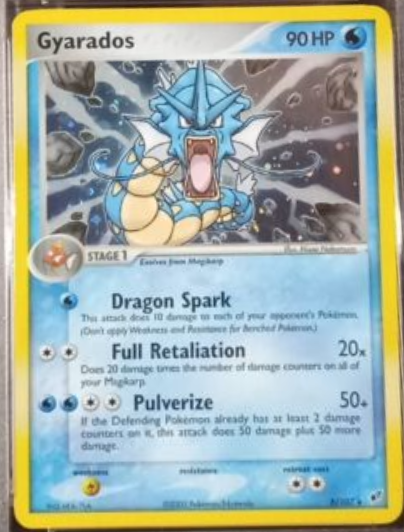 Gyarados 90 HP
STAGE 1
Evolves from Magikarp
Dragon Spark
This attack does 10 damage to each of your opponent's Pokémon.
(Don't apply Weakness and Resistance for Benched Pokémon.)
Full Retaliation 20x
Does 20 damage times the number of damage counters on all of
your Magikarp.
Pulverize 50+
If the Defending Pokémon already has at least 2 damage
counters on it, this attack does 50 damage plus 50 more
damage.
weakness resistance retreat cost